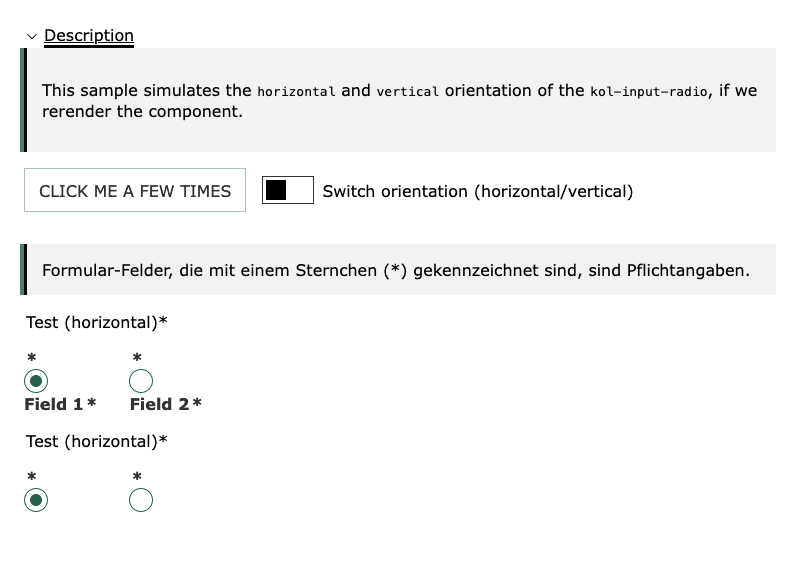 Description
This sample simulates the horizontal and vertical orientation of the kol-input-radio, if we
rerender the component.
CLICK ME A FEW TIMES Switch orientation (horizontal/vertical)
Formular-Felder, die mit einem Sternchen (*) gekennzeichnet sind, sind Pflichtangaben.
Test (horizontal)*
* *
Field 1* Field 2*
Test (horizontal)*
* *